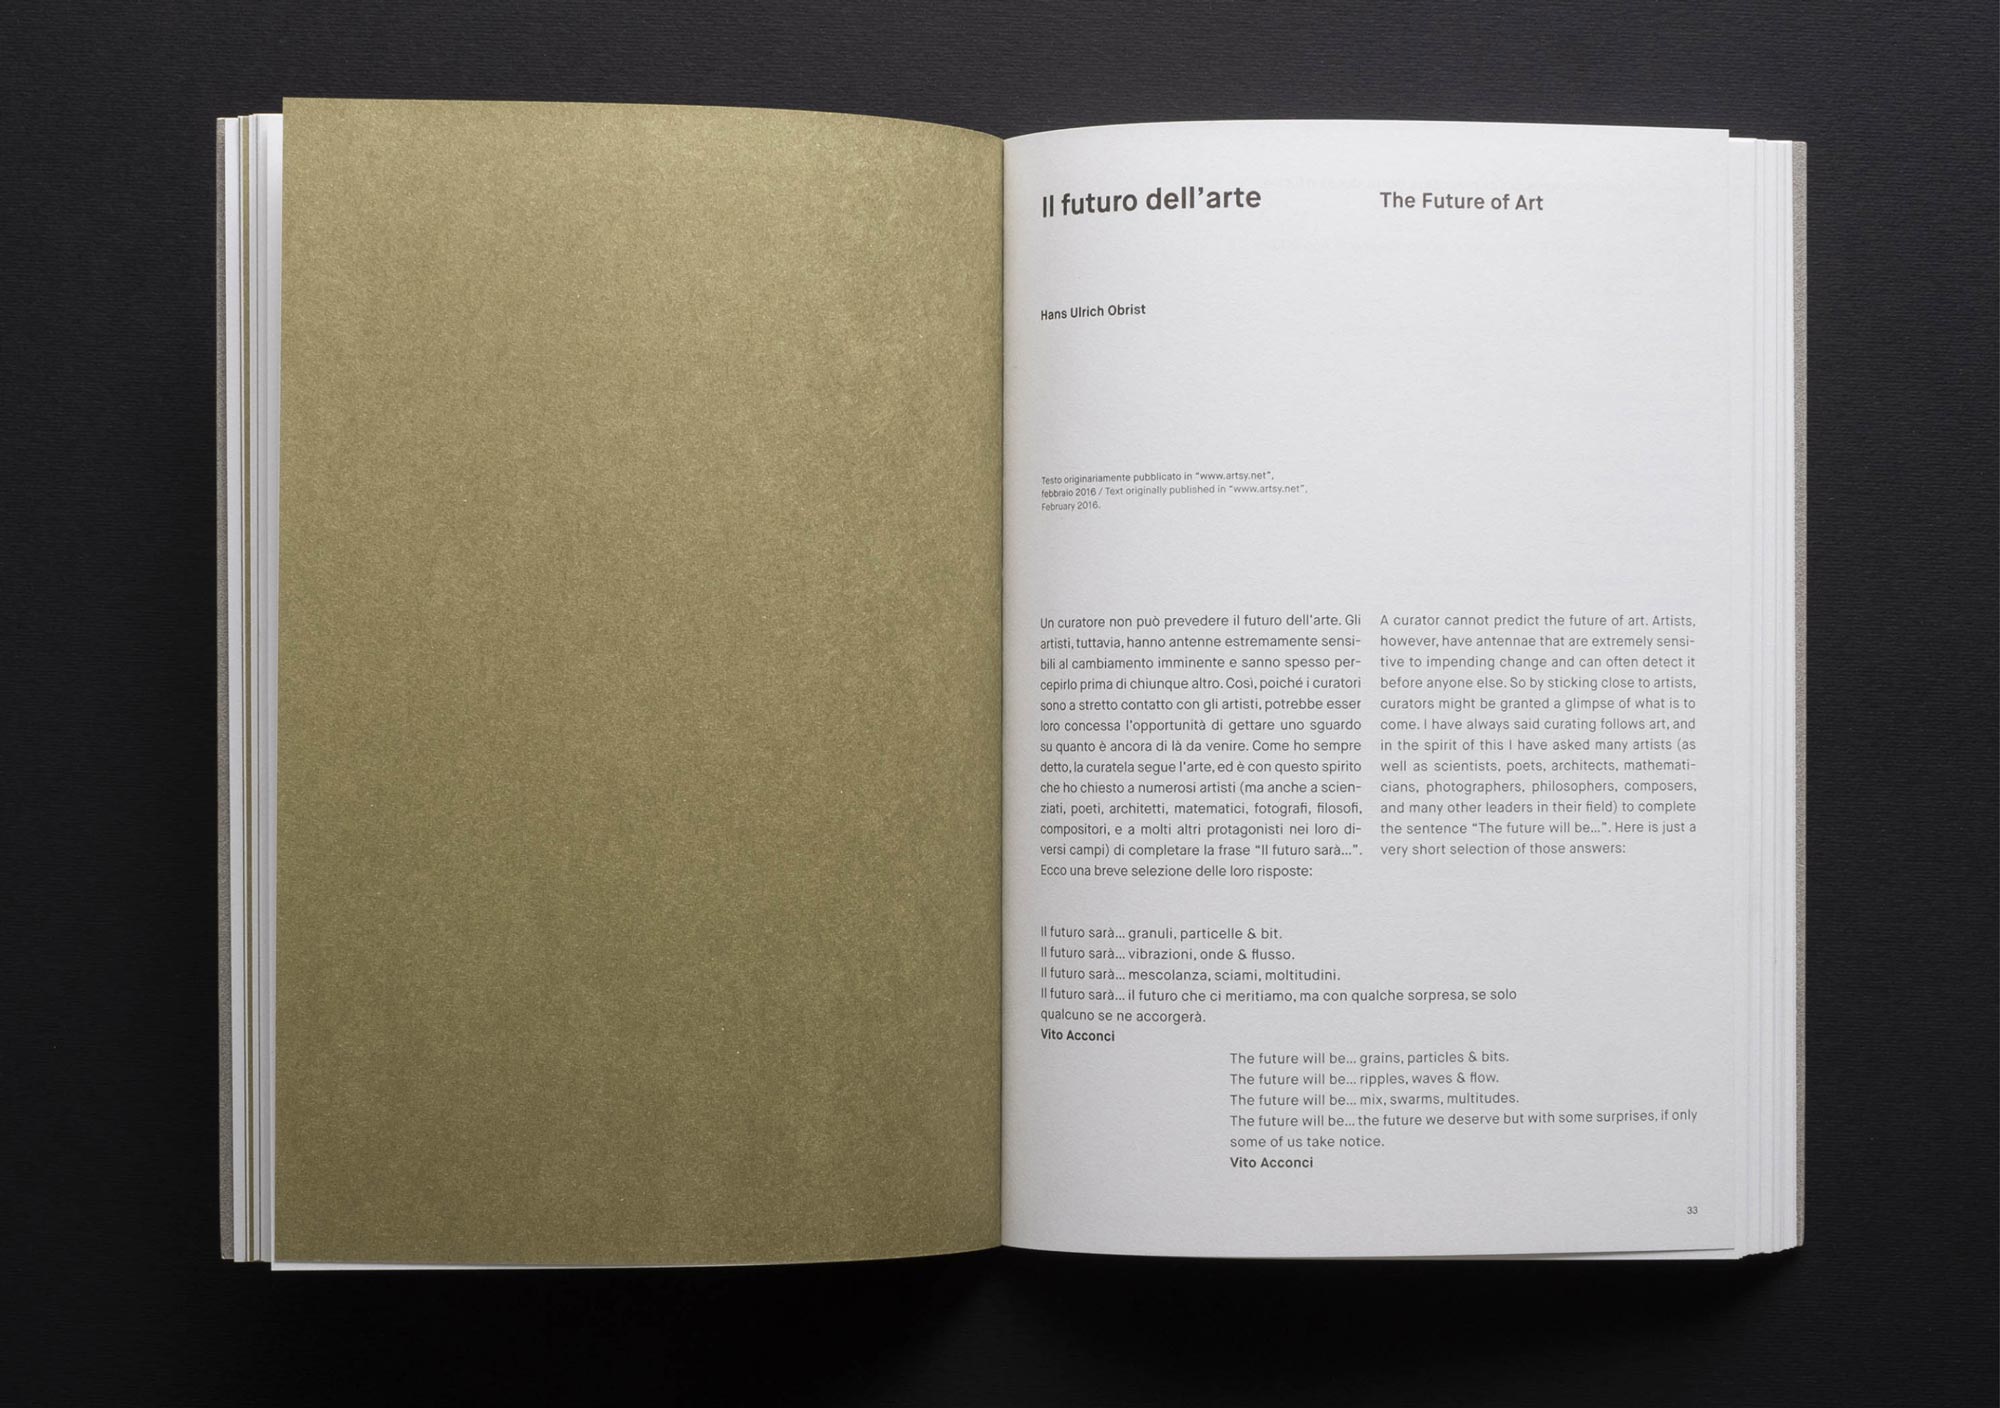 Il futuro dell'arte
The Future of Art
Hans Ulrich Obrist
Testo originariamente pubblicato in “www.artsy.net”,
febbraio 2016 / Text originally published in “www.artsy.net”,
February 2016.
Un curatore non può prevedere il futuro dell'arte. Gli
artisti, tuttavia, hanno antenne estremamente sensi-
bili al cambiamento imminente e sanno spesso per-
cepirlo prima di chiunque altro. Così, poiché i curatori
sono a stretto contatto con gli artisti, potrebbe esser
loro concessa l'opportunità di gettare uno sguardo
su quanto è ancora di là da venire. Come ho sempre
detto, la curatela segue l'arte, ed è con questo spirito
che ho chiesto a numerosi artisti (ma anche a scien-
ziati, poeti, architetti, matematici, fotografi, filosofi,
compositori, e a molti altri protagonisti nei loro di-
versi campi) di completare la frase “Il futuro sarà...”.
Ecco una breve selezione delle loro risposte:
A curator cannot predict the future of art. Artists,
however, have antennae that are extremely sensi-
tive to impending change and can often detect it
before anyone else. So by sticking close to artists,
curators might be granted a glimpse of what is to
come. I have always said curating follows art, and
in the spirit of this I have asked many artists (as
well as scientists, poets, architects, mathemati-
cians, photographers, philosophers, composers,
and many other leaders in their field) to complete
the sentence “The future will be...”. Here is just a
very short selection of those answers:
Il futuro sarà... granuli, particelle & bit.
Il futuro sarà... vibrazioni, onde & flusso.
Il futuro sarà... mescolanza, sciami, moltitudini.
Il futuro sarà... il futuro che ci meritiamo, ma con qualche sorpresa, se solo
qualcuno se ne accorgerà.
Vito Acconci
The future will be... grains, particles & bits.
The future will be... ripples, waves & flow.
The future will be... mix, swarms, multitudes.
The future will be... the future we deserve but with some surprises, if only
some of us take notice.
Vito Acconci
33